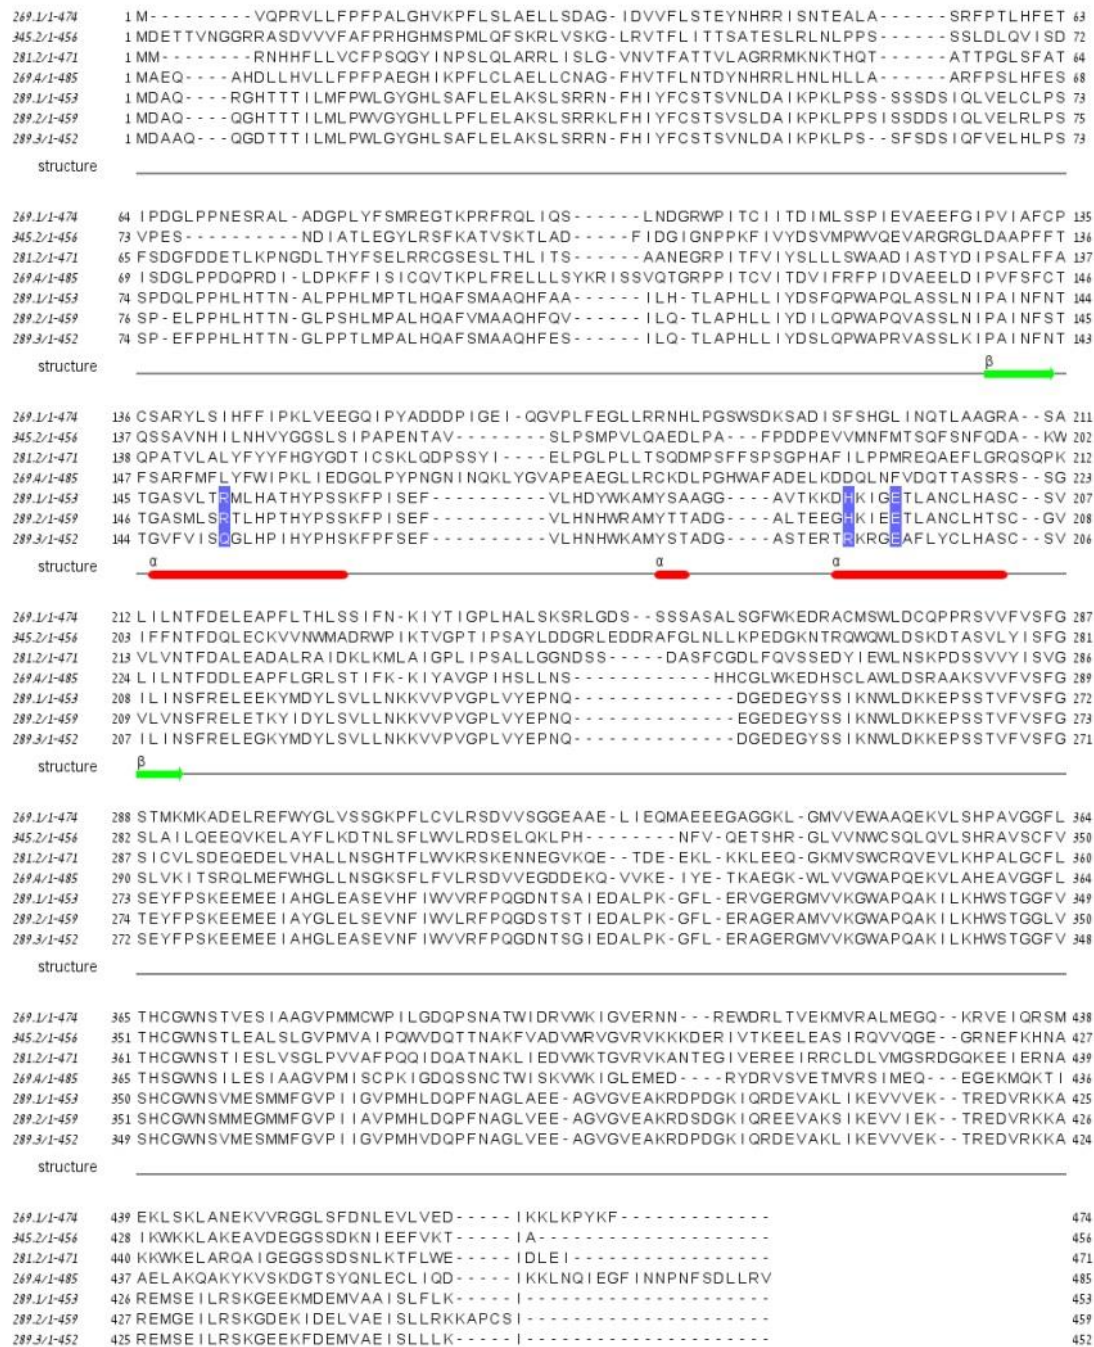 269.1/1-474 1 M---------VQPRVLLFPFPALGHVKPFLSLAELLSDAG-IDVVFLSTEYNHRRISNTEALA------SRFPTLHFET 63
345.2/1-456 1 MDETTVNGGRRASDVVVFAFPRHGHMSPMLQFSKRLVSKG-LRVTFLITTSATESLRLNLPPS------SSLDLQVISD 72
281.2/1-471 1 MM-------RNHHFLLVCFPSQGYINPSLQLARRLISLG-VNVTFATTVLAGRRMKNKTHQT------ATTPGLSFAT 64
269.4/1-485 1 MAEQ----AHDLLHVLLFPFPAEGHIKPFLCLAELLCNAG-FHVTFLNTDYNHRRLHNLHLLA------ARFPSLHFES 68
289.1/1-453 1 MDAQ----RGHTTTILMFPWLGYGHLSAFLELAKSLSRRN-FHIYFCSTSVNLDAIKPKLPSS-SSSDSIQLVELCLPS 73
289.2/1-459 1 MDAQ----QGHTTTILMLPWVGYGHLLPFLELAKSLSRRKLFHIYFCSTSVSLDAIKPKLPPSISSDDSIQLVELRLPS 75
289.3/1-452 1 MDAAQ---QGDTTTILMLPWLGYGHLSAFLELAKSLSRRN-FHIYFCSTSVNLDAIKPKLPS--SFSDSIQFVELHLPS 73
structure
269.1/1-474 64 IPDGLPPNESRAL-ADGPLYFSMREGTKPRFRQLIQS------LNDGRWPITCIITDIMLSSPIEVAEEFGIPVIAFCP 135
345.2/1-456 73 VPES----------NDIATLEGYLRSFKATVSKTLAD-----FIDGIGNPPKFIVYDSVMPWVQEVARGRGLDAAPFFT 136
281.2/1-471 65 FSDGFDDETLKPNGDLTHYFSELRRCGSESLTHLITS------AANEGRPITFVIYSLLLSWAADIASTYDIPSALFFA 137
269.4/1-485 69 ISDGLPPDQPRDI-LDPKFFISICQVTKPLFRELLLSYKRISSVQTGRPPITCVITDVIFRFPIDVAEELDIPVFSFCT 146
289.1/1-453 74 SPDQLPPHLHTTN-ALPPHLMPTLHQAFSMAAQHFAA------ILH-TLAPHLLIYDSFQPWAPQLASSLNIPAINFNT 144
289.2/1-459 76 SP-ELPPHLHTTN-GLPSHLMPALHQAFVMAAQHFQV------ILQ-TLAPHLLIYDILQPWAPQVASSLNIPAINFST 145
289.3/1-452 74 SP-EFPPHLHTTN-GLPPTLMPALHQAFSMAAQHFES------ILQ-TLAPHLLIYDSLQPWAPRVASSLKIPAINFNT 143
structure β
269.1/1-474 136 CSARYLSIHFFIPKLVEEGQIPYADDDPIGEI-QGVPLFEGLLRRNHLPGSWSDKSADISFSHGLINQTLAAGRA--SA 211
345.2/1-456 137 QSSAVNHILNHVYGGSLSIPAPENTAV--------SLPSMPVLQAEDLPA---FPDDPEVVMNFMTSQFSNFQDA--KW 202
281.2/1-471 138 QPATVLALYFYYFHGYGDTICSKLQDPSSYI----ELPGLPLLTSQDMPSFFSPSGPHAFILPPMREQAEFLGRQSQPK 212
269.4/1-485 147 FSARFMFLYFWIPKLIEDGQLPYPNGNINQKLYGVAPEAEGLLRCKDLPGHWAFADELKDDQLNFVDQTTASSRS--SG 223
289.1/1-453 145 TGASVLTRMLHATHYPSSKFPISEF--------VLHDYWKAMYSAAGG---AVTKKDHKIGETLANCLHASC--SV 207
289.2/1-459 146 TGASMLSRTLHPTHYPSSKFPISEF--------VLHNHWRAMYTTADG---ALTEEGHKIEETLANCLHTSC--GV 208
289.3/1-452 144 TGVFVISQGLHPIHYPHSKFPFSEF--------VLHNHWKAMYSTADG---ASTERTRKRGEAFLYCLHASC--SV 206
structure α α α
269.1/1-474 212 LILNTFDELEAPFLTHLSSIFN-KIYTIGPLHALSKSRLGDS--SSSASALSGFWKEDRACMSWLDCQPPRSVVFVSFG 287
345.2/1-456 203 IFFNTFDQLECKVVNWMADRWPIKTVGPTIPSAYLDDGRLEDDRAFGLNLLKPEDGKNTRQWQWLDSKDTASVLYISFG 281
281.2/1-471 213 VLVNTFDALEADALRAIDKLKMLAIGPLIPSALLGGNDSS-----DASFCGDLFQVSSEDYIEWLNSKPDSSVVYISVG 286
269.4/1-485 224 LILNTFDDLEAPFLGRLSTIFK-KIYAVGPIHSLLNS------------HHCGLWKEDHSCLAWLDSRAAKSVVFVSFG 289
289.1/1-453 208 ILINSFRELEEKYMDYLSVLLNKKVVPVGPLVYEPNQ--------------DGEDEGYSSIKNWLDKKEPSSTVFVSFG 272
289.2/1-459 209 VLVNSFRELETKYIDYLSVLLNKKVVPVGPLVYEPNQ--------------EGEDEGYSSIKNWLDKKEPSSTVFVSFG 273
289.3/1-452 207 ILINSFRELEGKYMDYLSVLLNKKVVPVGPLVYEPNQ--------------DGEDEGYSSIKNWLDKKEPSSTVFVSFG 271
structure β
269.1/1-474 288 STMKMKADELREFWYGLVSSGKPFLCVLRSDVVSGGEAAE-LIEQMAEEEGAGGKL-GMVVEWAAQEKVLSHPAVGGFL 364
345.2/1-456 282 SLAILQEEQVKELAYFLKDTNLSFLWVLRDSELQKLPH-------NFV-QETSHR-GLVVNWCSQLQVLSHRAVSCFV 350
281.2/1-471 287 SICVLSDEQEDELVHALLNSGHTFLWVKRSKENNEGVKQE--TDE-EKL-KKLEEQ-GKMVSWCRQVEVLKHPALGCFL 360
269.4/1-485 290 SLVKITSRQLMEFWHGLLNSGKSFLFVLRSDVVEGDDEKQ-VVKE-IYE-TKAEGK-WLVVGWAPQEKVLAHEAVGGFL 364
289.1/1-453 273 SEYFPSKEEMEEIAHGLEASEVHFIWVVRFPQGDNTSAIEDALPK-GFL-ERVGERGMVVKGWAPQAKILKHWSTGGFV 349
289.2/1-459 274 TEYFPSKEEMEEIAYGLELSEVNFIWVLRFPQGDSTSTIEDALPK-GFL-ERAGERAMVVKGWAPQAKILKHWSTGGLV 350
289.3/1-452 272 SEYFPSKEEMEEIAHGLEASEVNFIWVVRFPQGDNTSGIEDALPK-GFL-ERAGERGMVVKGWAPQAKILKHWSTGGFV 348
structure
269.1/1-474 365 THCGWNSTVESIAAGVPMMCWPILGDQPSNATWIDRVWKIGVERNN---REWDRLTVEKMVRALMEGQ--KRVEIQRSM 438
345.2/1-456 351 THCGWNSTLEALSLGVPMVAIPQWVDQTTNAKFVADVWRVGVRVKKKDERIVTKEELEASIRQVVQGE--GRNEFKHNA 427
281.2/1-471 361 THCGWNSTIESLVSGLPVVAFPQQIDQATNAKLIEDVWKTGVRVKANTEGIVEREEIRRCLDLVMGSRDGQKEEIERNA 439
269.4/1-485 365 THSGWNSILESIAAGVPMISCPKIGDQSSNCTWISKVWKIGLEMED----RYDRVSVETMVRSIMEQ---EGEKMQKTI 436
289.1/1-453 350 SHCGWNSVMESMMFGVPIIGVPMHLDQPFNAGLAEE-AGVGVEAKRDPDGKIQRDEVAKLIKEVVVEK--TREDVRKKA 425
289.2/1-459 351 SHCGWNSMMEGMMFGVPIIAVPMHLDQPFNAGLVEE-AGVGVEAKRDSDGKIQREEVAKSIKEVVIEK--TREDVRKKA 426
289.3/1-452 349 SHCGWNSVMESMMFGVPIIGVPMHVDQPFNAGLVEE-AGVGVEAKRDPDGKIQRDEVAKLIKEVVVEK--TREDVRKKA 424
structure
269.1/1-474 439 EKLSKLANEKVVRGGLSFDNLEVLVED-----IKKLKPYKF------------- 474
345.2/1-456 428 IKWKKLAKEAVDEGGSSDKNIEEFVKT-----IA-------------------- 456
281.2/1-471 440 KKWKELARQAIGEGGSSDSNLKTFLWE-----IDLEI----------------- 471
269.4/1-485 437 AELAKQAKYKVSKDGTSYQNLECLIQD-----IKKLNQIEGFINNPNFSDLLRV 485
289.1/1-453 426 REMSEILRSKGEEKMDEMVAAISLFLK-----I--------------------- 453
289.2/1-459 427 REMGEILRSKGDEKIDELVAEISLLRKKAPCSI--------------------- 459
289.3/1-452 425 REMSEILRSKGEEKFDEMVAEISLLLK-----I--------------------- 452